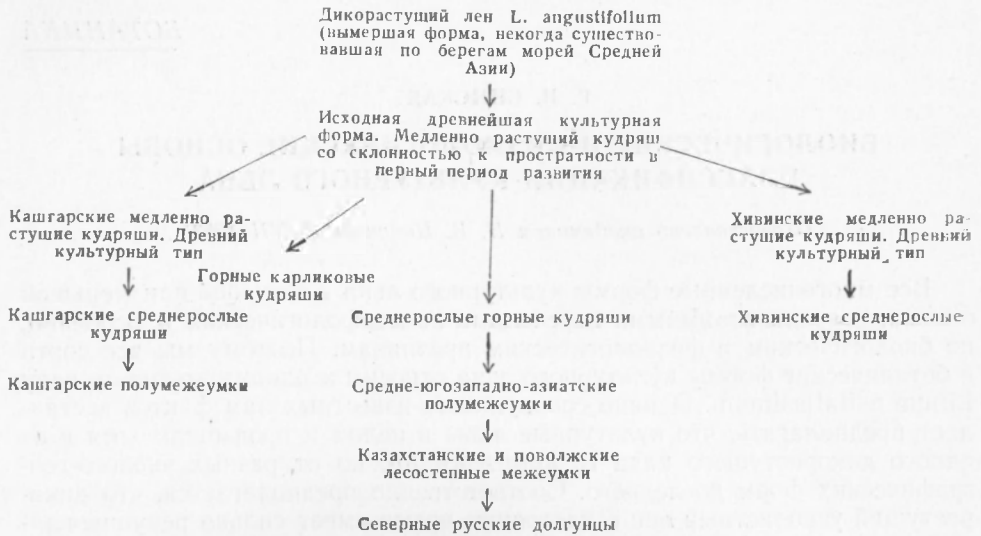 Дикорастущий лен L. angustifolium
(вымершая форма, некогда существо-
вавшая по берегам морей Средней
Азии)
Исходная древнейшая культурная
форма. Медленно растущий кудряш
со склонностью к простратности в
первый период развития
Кашгарские медленно ра-
стущие кудряши. Древний
культурный тип
Хивинские медленно ра-
стущие кудряши. Древний
культурный тип
Горные карликовые
кудряши
Кашгарские среднерослые
кудряши
Среднерослые горные кудряши
Хивинские среднерослые
кудряши
Кашгарские полумежеумки
Средне-югозападно-азиатские
полумежеумки
Казахстанские и поволжские
рослостные межеумки
Северные русские долгунцы